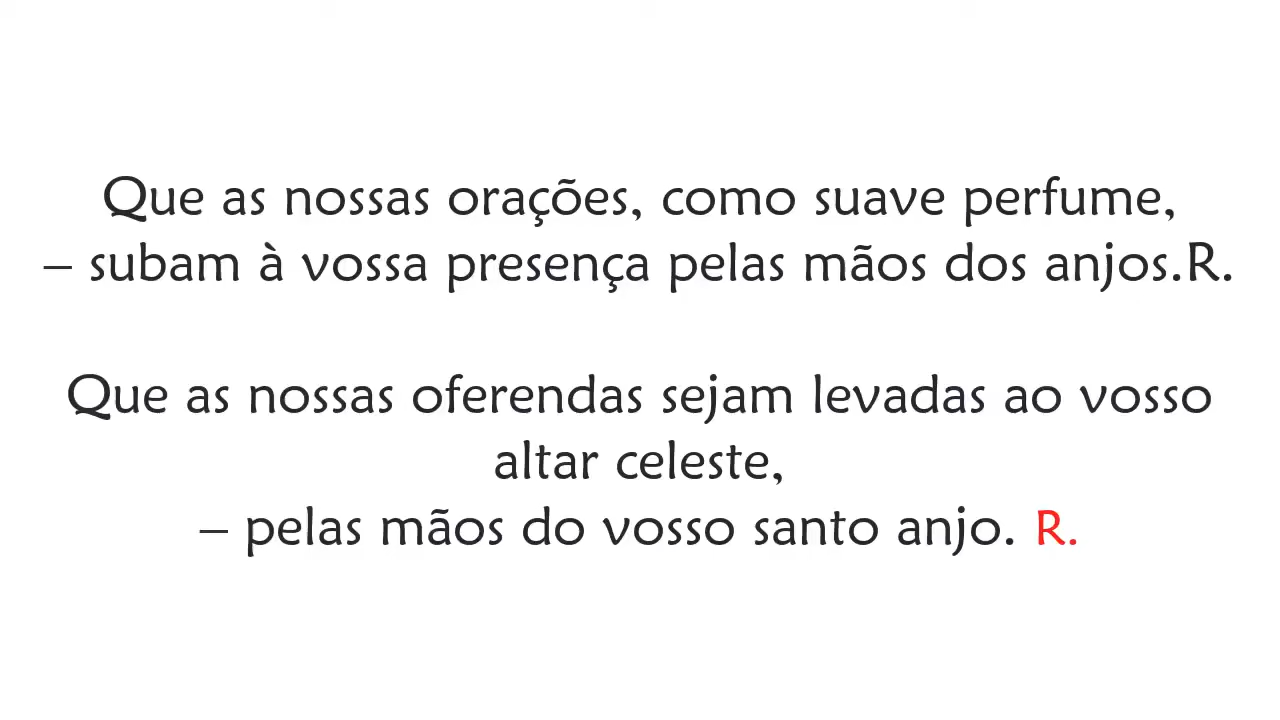 Que as nossas orações, como suave perfume,
– subam à vossa presença pelas mãos dos anjos.R.
Que as nossas oferendas sejam levadas ao vosso
altar celeste,
– pelas mãos do vosso santo anjo. R.